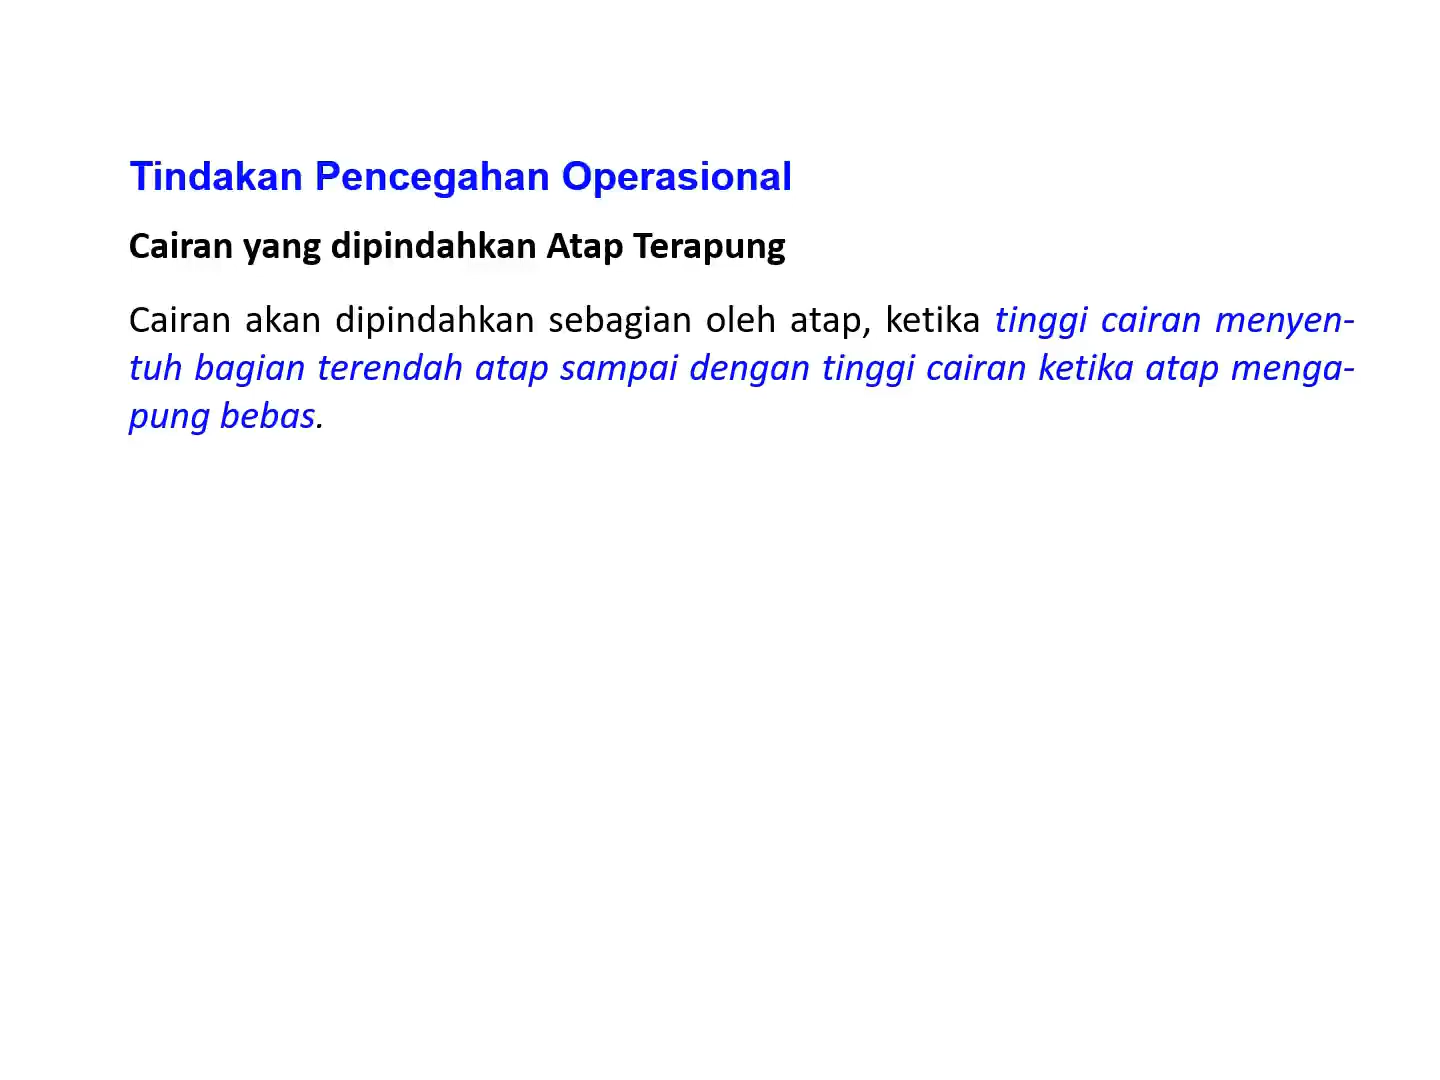 Tindakan Pencegahan Operasional
Cairan yang dipindahkan Atap Terapung
Cairan akan dipindahkan sebagian oleh atap, ketika tinggi cairan menyen-
tuh bagian terendah atap sampai dengan tinggi cairan ketika atap menga-
pung bebas.